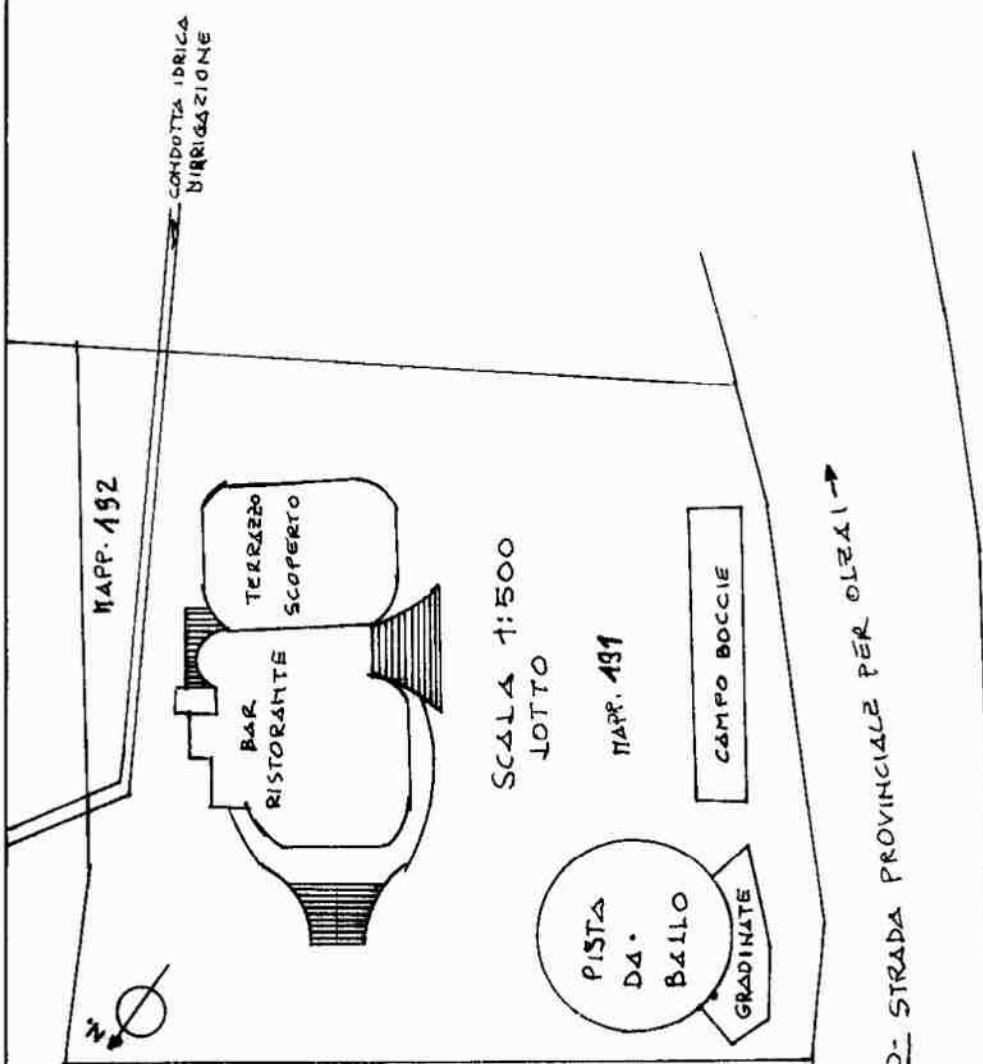 CONDOTTA IDRICA
D'IRRIGAZIONE
MAPP. 192
TERRAZZO
SCOPERTO
BAR
RISTORANTE
SCALA 1:500
LOTTO
MAPP. 191
CAMPO BOCCIE
PISTA
DA.
BALLO
GRADINATE
N.
O- STRADA PROVINCIALE PER OLZAI →